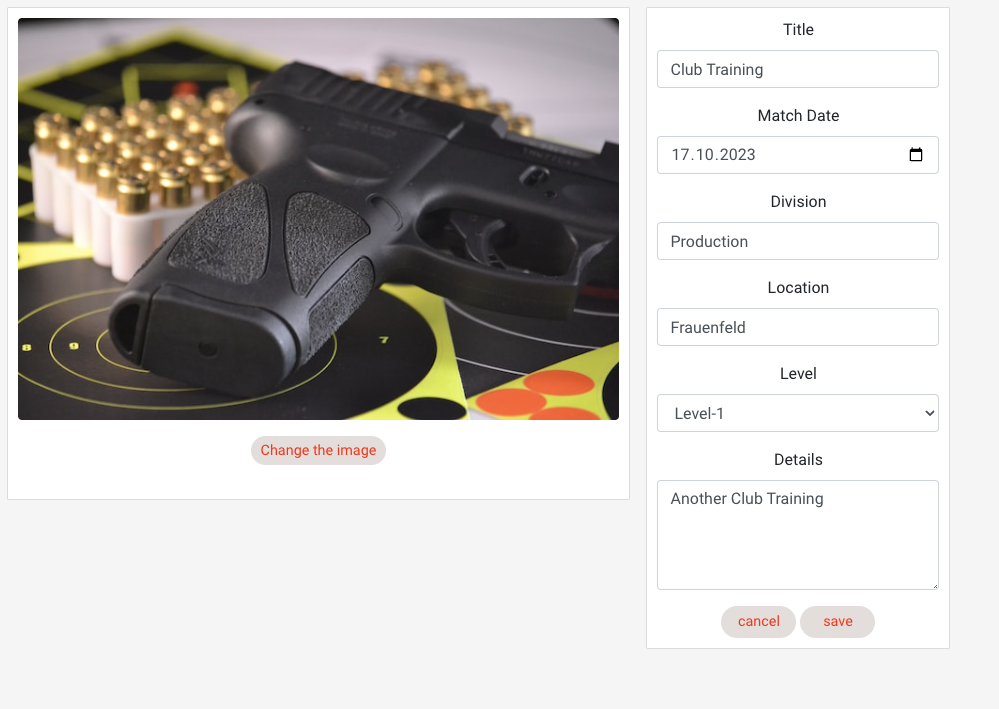 8
9
7
Change the image
Title
Club Training
Match Date
17.10.2023
Division
Production
Location
Frauenfeld
Level
Level-1
Details
Another Club Training
cancel
save